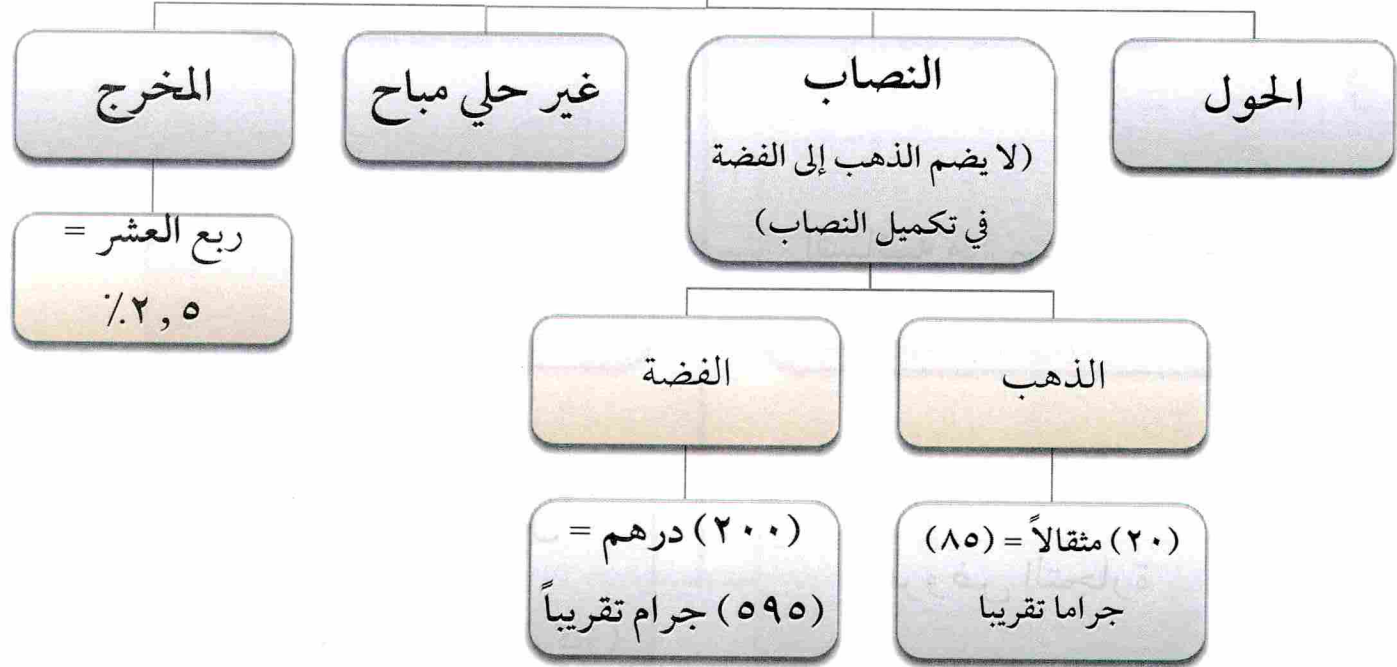 الحول
النصاب
(لا يضم الذهب إلى الفضة
في تكميل النصاب)
غير حلي مباح
المخرج
ربع العشر =
٢,٥٪
الذهب
الفضة
(٢٠) مثقالاً = (٨٥)
جراما تقريبا
(٢٠٠) درهم =
(٥٩٥) جرام تقريباً